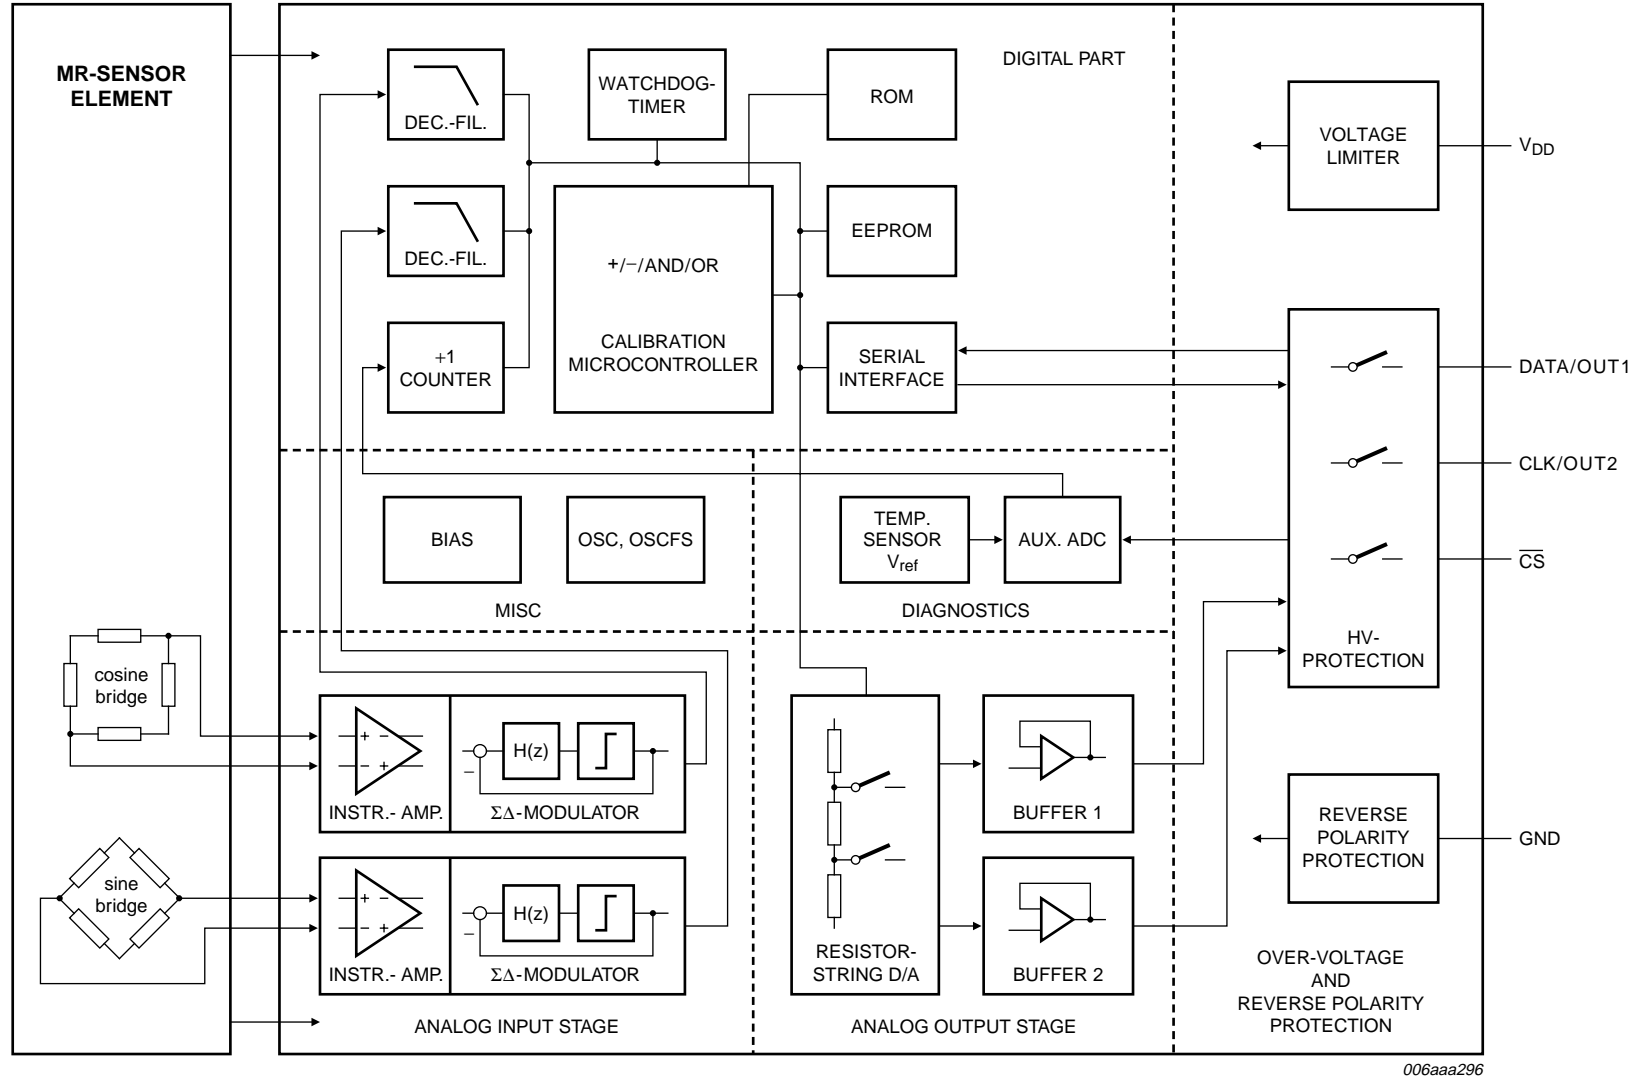 MR-SENSOR
ELEMENT
DEC.-FIL.
WATCHDOG-
TIMER
ROM
DIGITAL PART
VOLTAGE
LIMITER
VDD
DEC.-FIL.
+/−/AND/OR
CALIBRATION
MICROCONTROLLER
EEPROM
+1
COUNTER
SERIAL
INTERFACE
DATA/OUT1
CLK/OUT2
CS
HV-
PROTECTION
BIAS
OSC, OSCFS
MISC
TEMP.
SENSOR
Vref
AUX. ADC
DIAGNOSTICS
cosine
bridge
+ −
− +
INSTR.- AMP.
−
H(z)
ΣΔ-MODULATOR
sine
bridge
+ −
− +
INSTR.- AMP.
−
H(z)
ΣΔ-MODULATOR
ANALOG INPUT STAGE
RESISTOR-
STRING D/A
BUFFER 1
BUFFER 2
ANALOG OUTPUT STAGE
REVERSE
POLARITY
PROTECTION
GND
OVER-VOLTAGE
AND
REVERSE POLARITY
PROTECTION
006aaa296